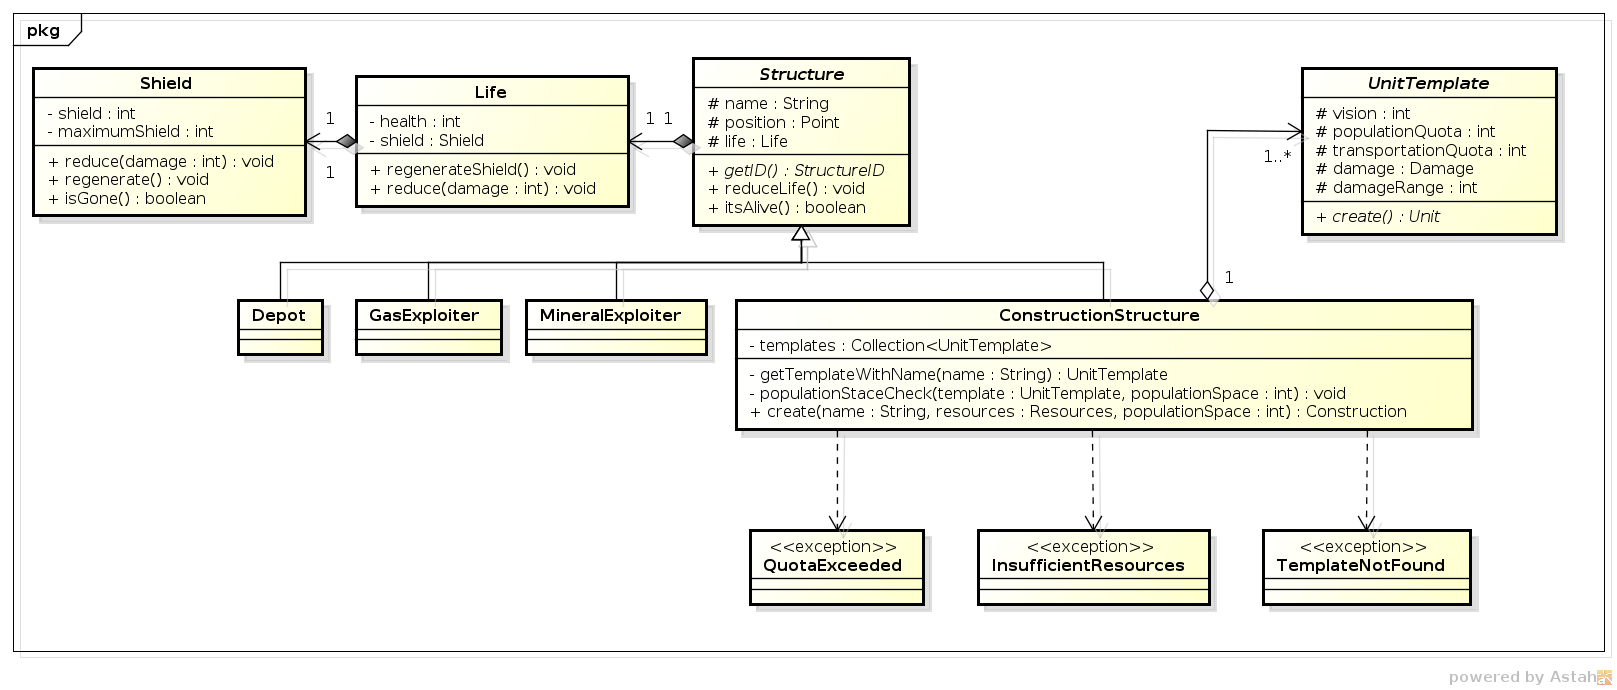 pkg
Shield
- shield : int
- maximumShield : int
+ reduce(damage : int) : void
+ regenerate() : void
+ isGone() : boolean
1
1
Life
- health : int
- shield : Shield
+ regenerateShield() : void
+ reduce(damage : int) : void
1 1
Structure
# name : String
# position : Point
# life : Life
+ getID() : StructureID
+ reduceLife() : void
+ itsAlive() : boolean
UnitTemplate
# vision : int
# populationQuota : int
# transportationQuota : int
# damage : Damage
# damageRange : int
+ create() : Unit
1..*
1
Depot
GasExploiter
MineralExploiter
ConstructionStructure
- templates : Collection<UnitTemplate>
- getTemplateWithName(name : String) : UnitTemplate
- populationStaceCheck(template : UnitTemplate, populationSpace : int) : void
+ create(name : String, resources : Resources, populationSpace : int) : Construction
<<exception>>
QuotaExceeded
<<exception>>
InsufficientResources
<<exception>>
TemplateNotFound
powered by Astah